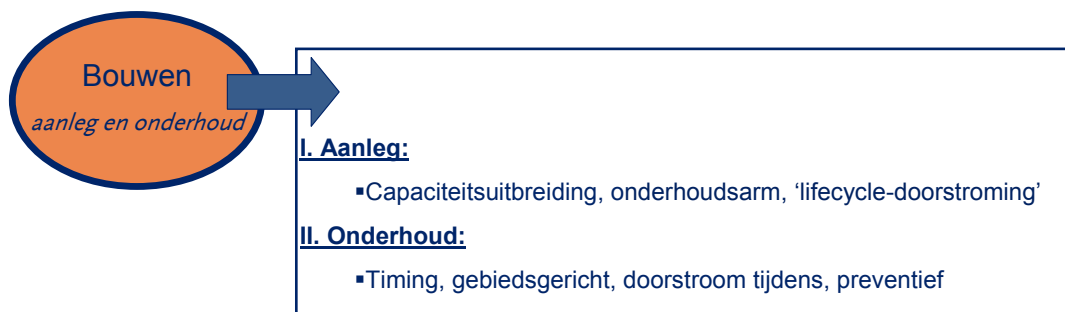 Bouwen
aanleg en onderhoud
I. Aanleg:
▪Capaciteitsuitbreiding, onderhoudsarm, ‘lifecycle-doorstroming’
II. Onderhoud:
▪Timing, gebiedsgericht, doorstroom tijdens, preventief